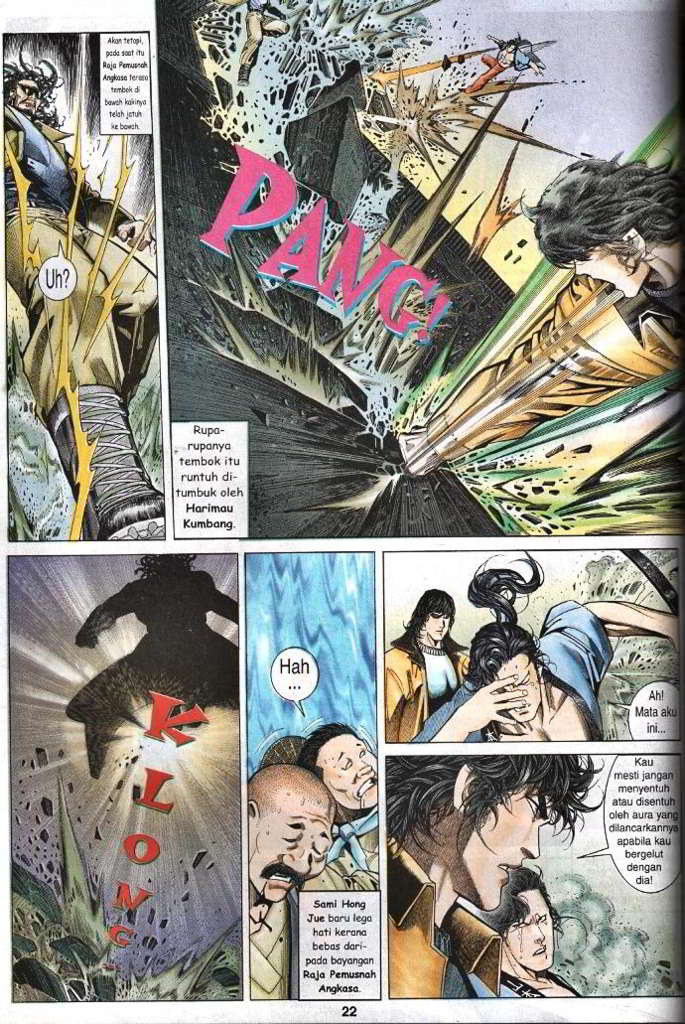 Akan tetapi,
pada saat itu
Raja Pemusnah
Angkasa terasa
tembok di
bawah kakinya
telah jatuh
ke bawah.
Uh?
PANG!
Rupa-
rupanya
tembok itu
runtuh di-
tumbuk oleh
Harimau
Kumbang.
KLONG
Hah
...
Sami Hong
Jue baru lega
hati kerana
bebas dari-
pada bayangan
Raja Pemusnah
Angkasa.
Ah!
Mata aku
ini...
Kau
mesti jangan
menyentuh
atau disentuh
oleh aura yang
dilancarkannya
apabila kau
bergelut
dengan
dia!
22